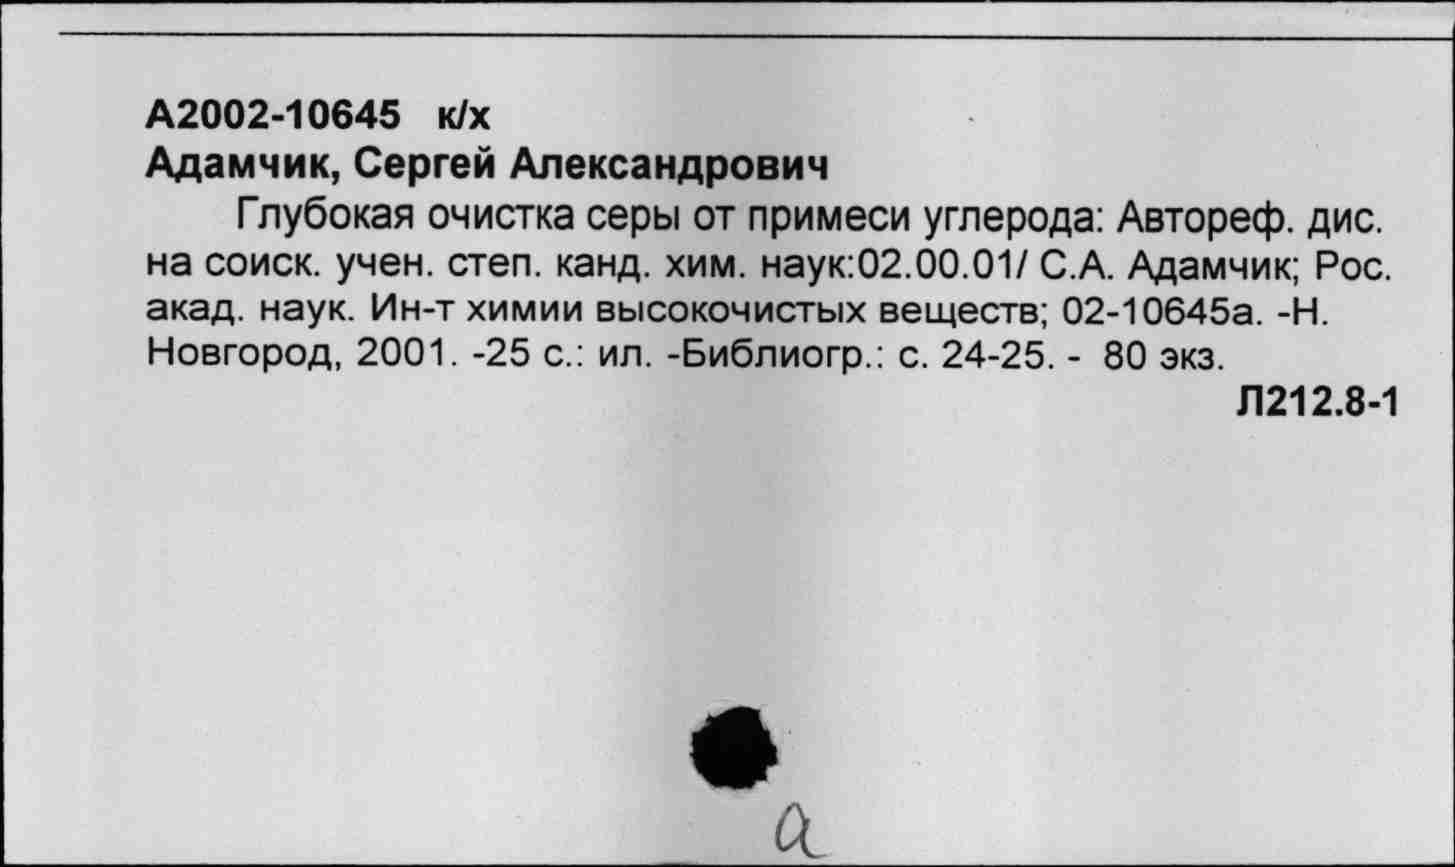 А2002-10645 к/х
Адамчик, Сергей Александрович
Глубокая очистка серы от примеси углерода: Автореф. дис.
на соиск. учен. степ. канд. хим. наук:02.00.01/ С.А. Адамчик; Рос.
акад. наук. Ин-т химии высокочистых веществ; 02-10645а. -Н.
Новгород, 2001. -25 с.: ил. -Библиогр.: с. 24-25. - 80 экз.
Л212.8-1
а